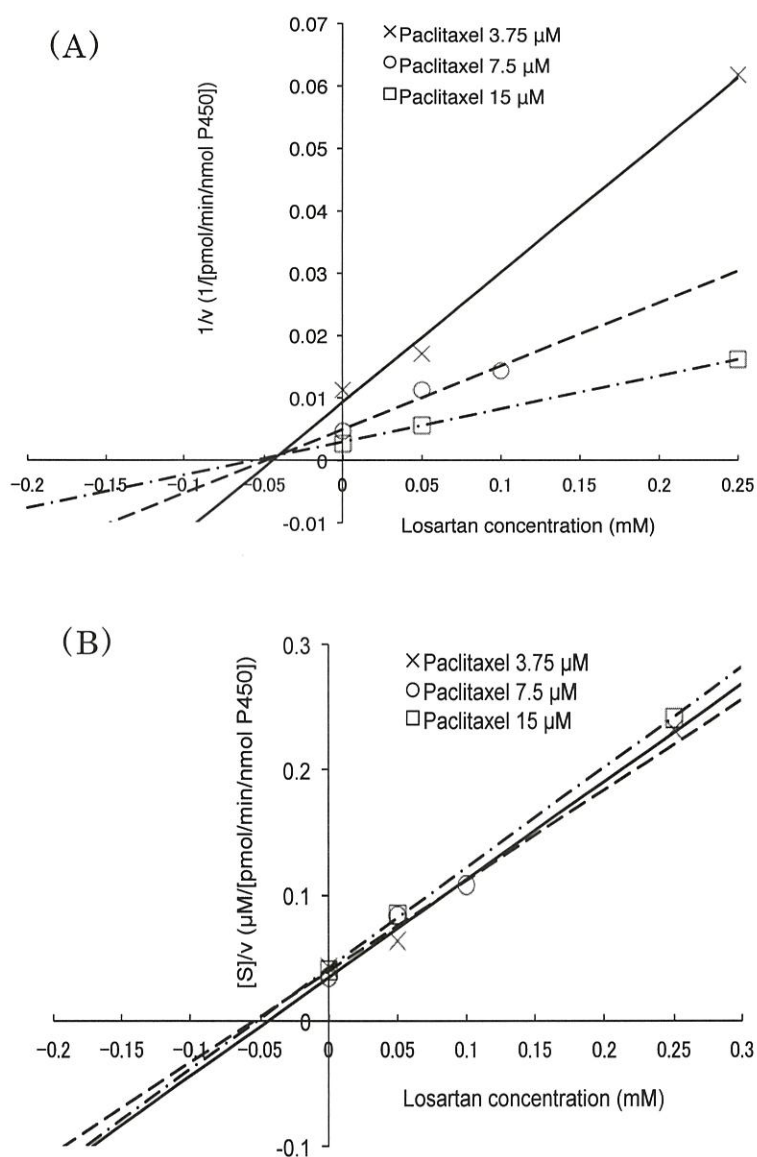 (A)
× Paclitaxel 3.75 μM
○ Paclitaxel 7.5 μM
□ Paclitaxel 15 μM
1/v (1/[pmol/min/nmol P450])
0.07
0.06
0.05
0.04
0.03
0.02
0.01
0
−0.01
−0.2 −0.15 −0.1 −0.05 0 0.05 0.1 0.15 0.2 0.25
Losartan concentration (mM)
(B)
× Paclitaxel 3.75 μM
○ Paclitaxel 7.5 μM
□ Paclitaxel 15 μM
[S]/v (μM/[pmol/min/nmol P450])
0.3
0.2
0.1
0
-0.1
−0.2 −0.15 −0.1 −0.05 0 0.05 0.1 0.15 0.2 0.25 0.3
Losartan concentration (mM)